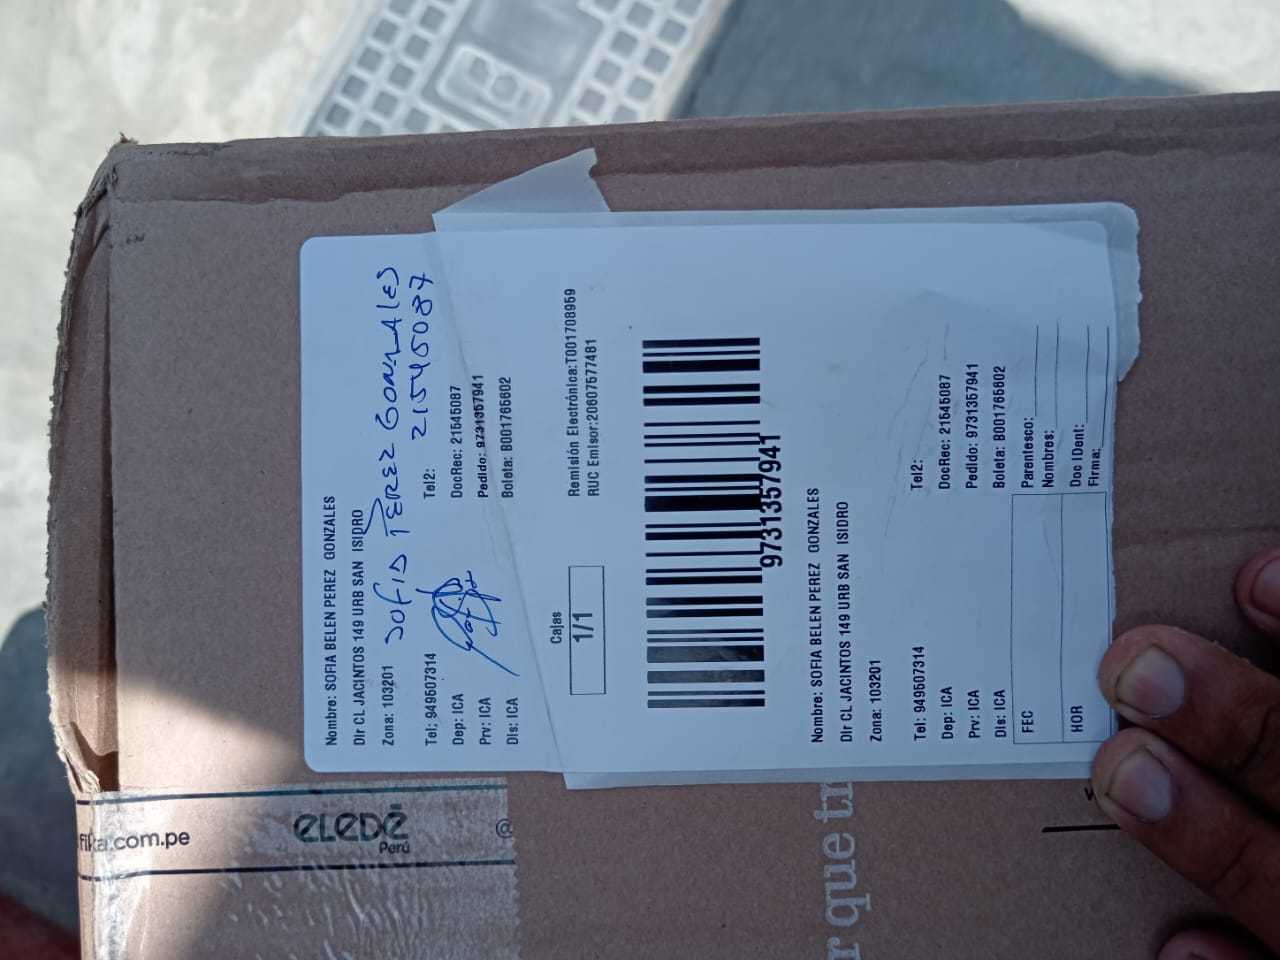 Nombre: SOFIA BELEN PEREZ GONZALES
Dir CL JACINTOS 149 URB SAN ISIDRO
Zona: 103201
SOFIA PEREZ GONZALES
21545087
Tel: 949507314
Tel2:
Dep: ICA
DocRec: 21545087
Prv: ICA
Pedido: 9731357941
Dis: ICA
Boleta: B001765602
Cajas
1/1
Remisión Electrónica:T001708959
RUC Emisor:20607577481
9731357941
Nombre: SOFIA BELEN PEREZ GONZALES
Dir CL JACINTOS 149 URB SAN ISIDRO
Zona: 103201
Tel: 949507314
Tel2:
Dep: ICA
DocRec: 21545087
Prv: ICA
Pedido: 9731357941
Dis: ICA
Boleta: B001765602
FEC
Parentesco:
Nombres:
HOR
Doc IDent:
Firma:
.com.pe
ELEDÉ
Perú
@
r que tr